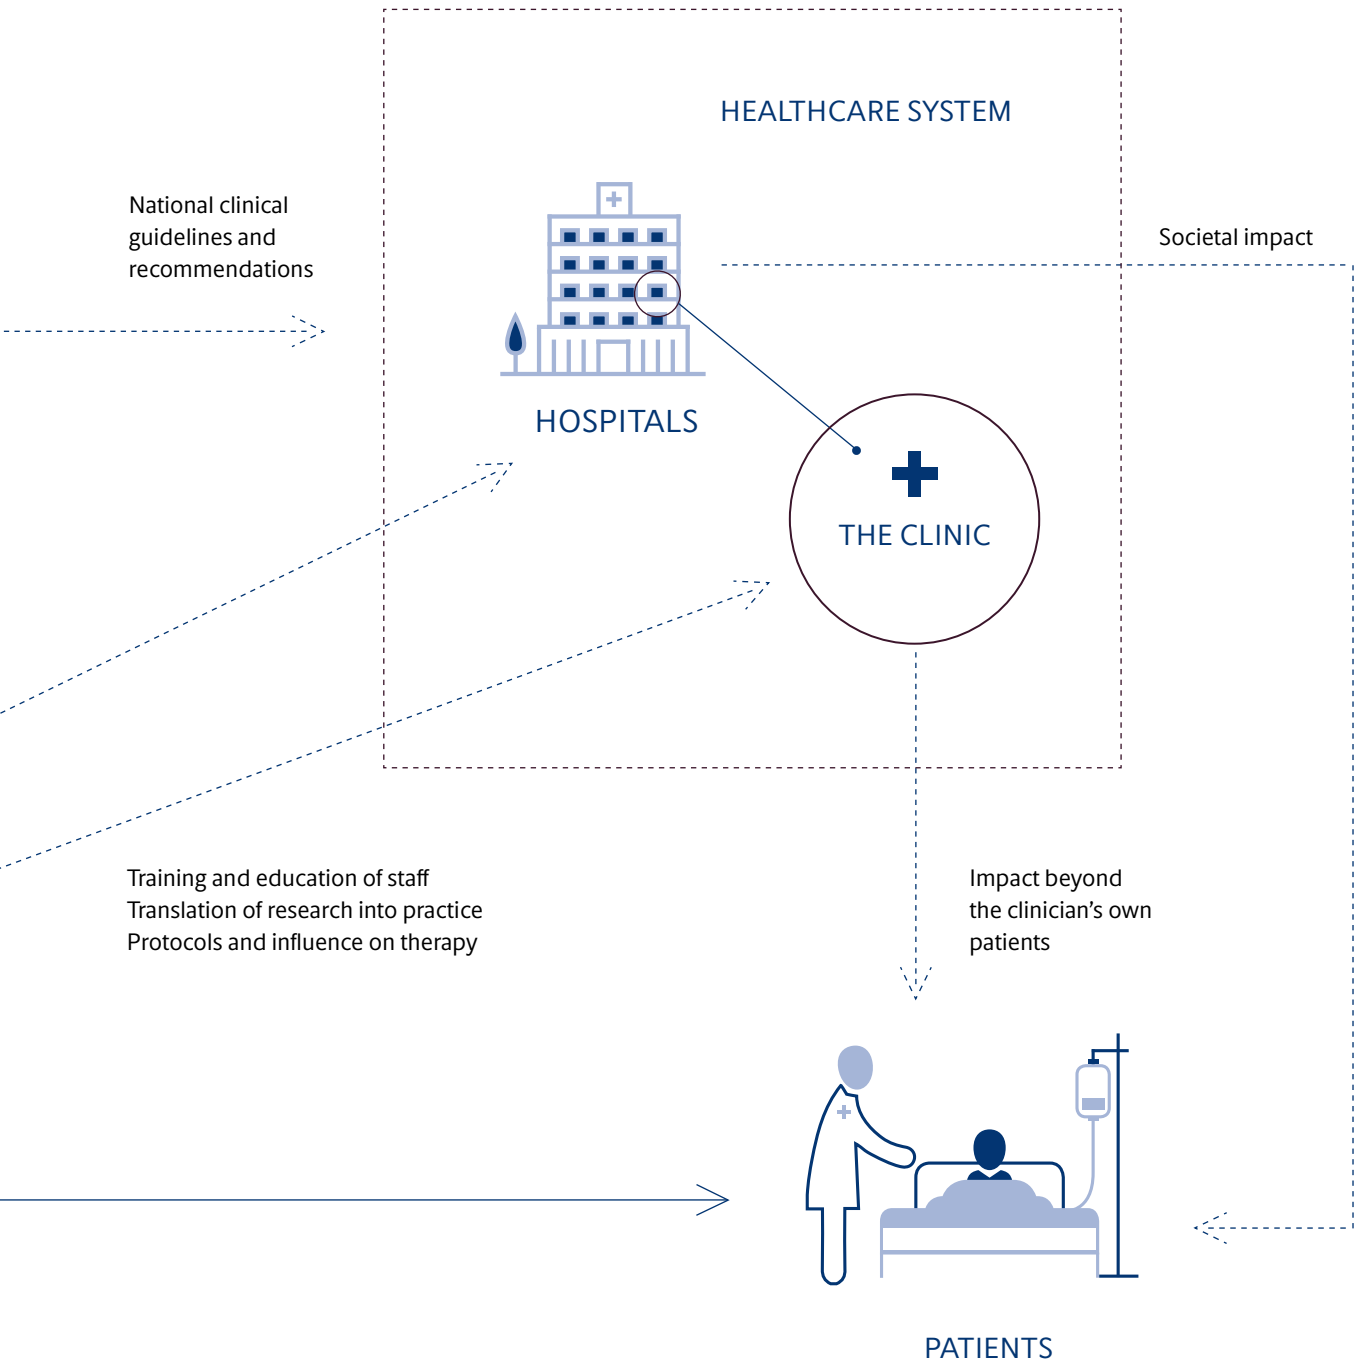 HEALTHCARE SYSTEM
National clinical
guidelines and
recommendations
Societal impact
HOSPITALS
THE CLINIC
Training and education of staff
Translation of research into practice
Protocols and influence on therapy
Impact beyond
the clinician’s own
patients
PATIENTS